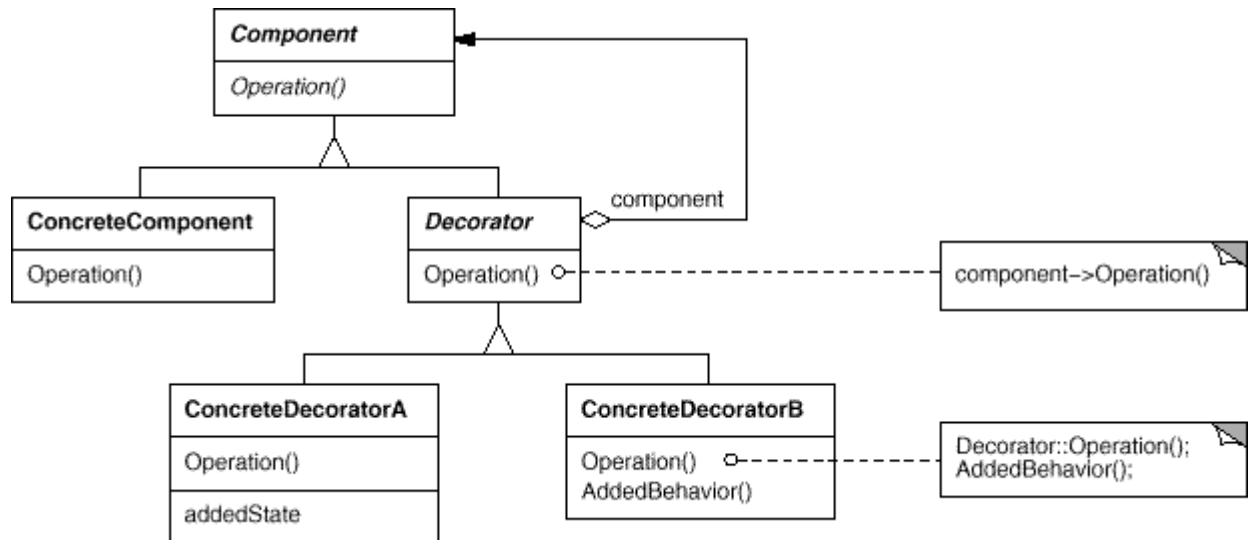 Component
Operation()
component
ConcreteComponent
Operation()
Decorator
Operation()
component->Operation()
ConcreteDecoratorA
Operation()
addedState
ConcreteDecoratorB
Operation()
AddedBehavior()
Decorator::Operation();
AddedBehavior();